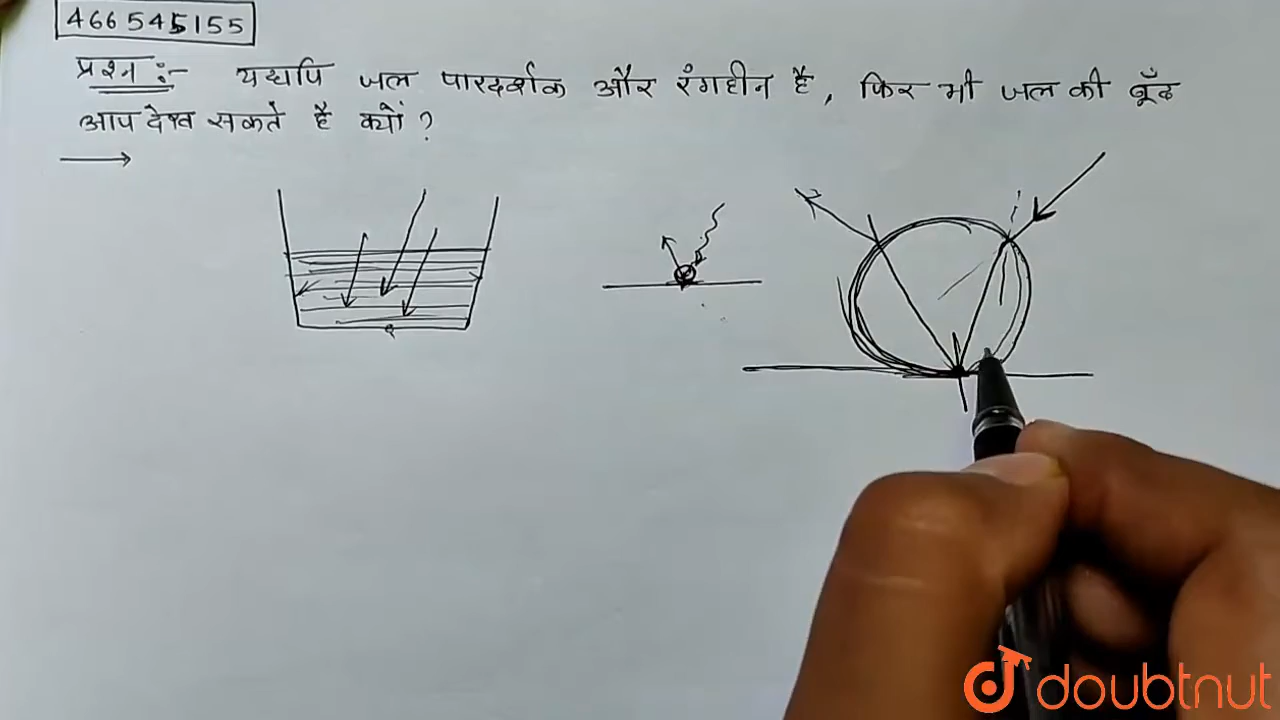 466545155
प्रश्न :- यद्यपि जल पारदर्शक और रंगहीन है, फिर भी जल की बूँद
आप देख सकते है क्यों ?
doubtnut